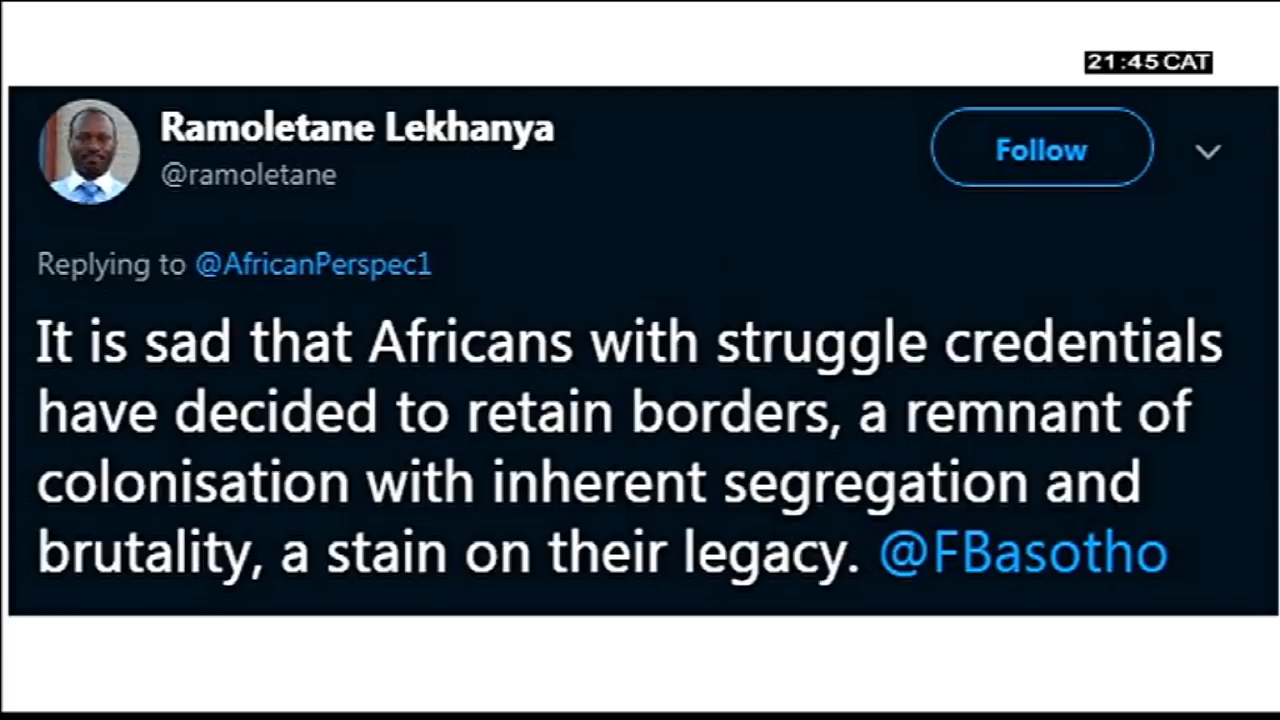 21:45 CAT
Ramoletane Lekhanya
@ramoletane
Follow
Replying to @AfricanPerspec1
It is sad that Africans with struggle credentials
have decided to retain borders, a remnant of
colonisation with inherent segregation and
brutality, a stain on their legacy. @FBasotho